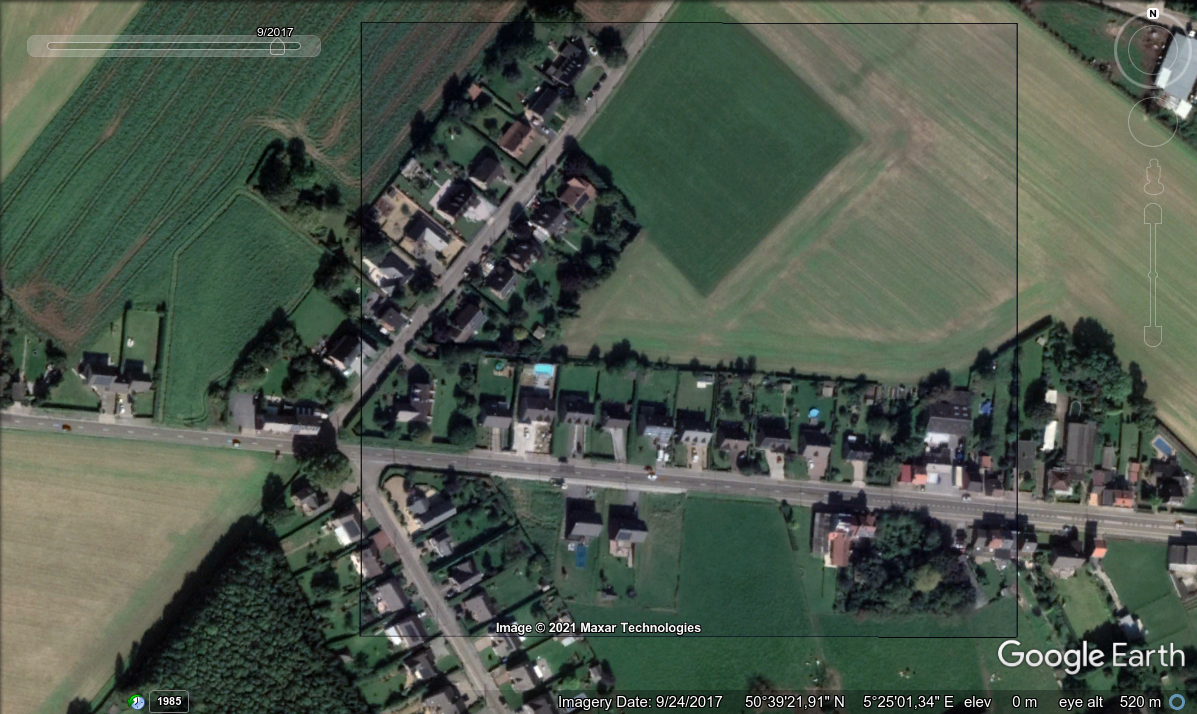 N
9/2017
Image © 2021 Maxar Technologies
Google Earth
1985
Imagery Date: 9/24/2017 50°39'21,91" N 5°25'01,34" E elev 0 m eye alt 520 m